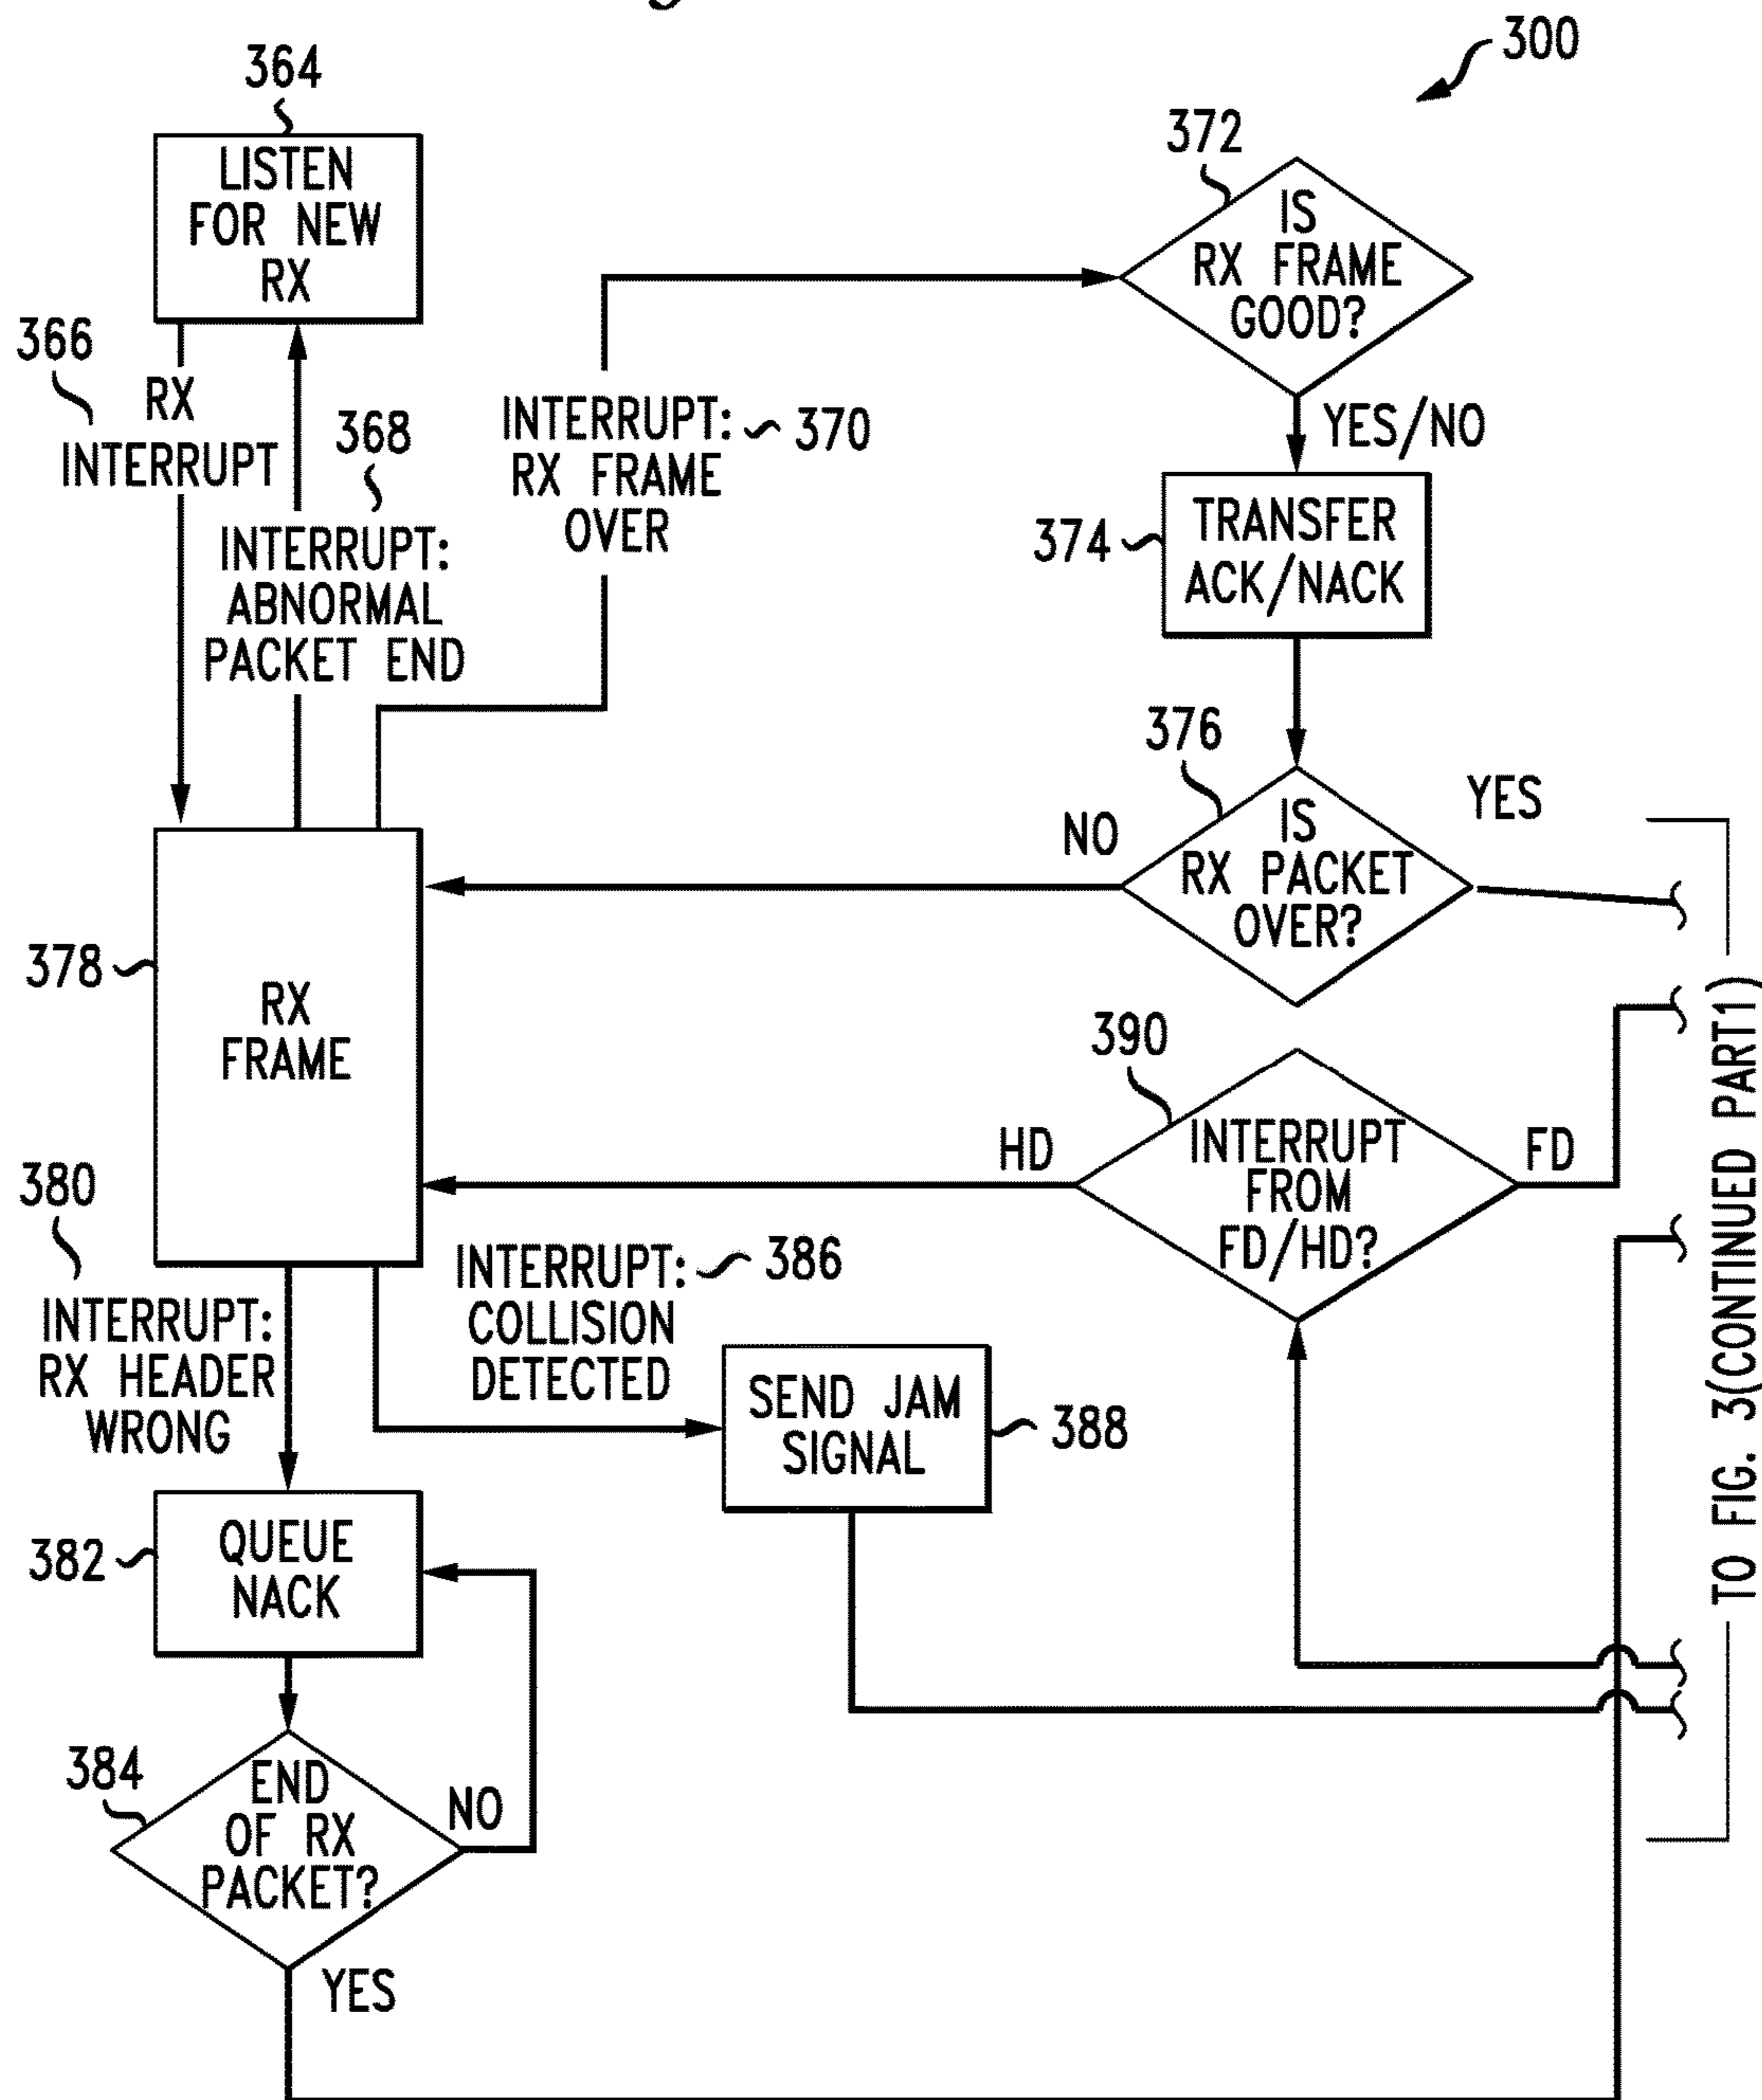 300
364
LISTEN
FOR NEW
RX
366
RX
INTERRUPT
368
INTERRUPT:
ABNORMAL
PACKET END
INTERRUPT:
RX FRAME
OVER
370
372
IS
RX FRAME
GOOD?
YES/NO
374
TRANSFER
ACK/NACK
376
IS
RX PACKET
OVER?
NO
YES
378
RX
FRAME
390
INTERRUPT
FROM
FD/HD?
HD
FD
380
INTERRUPT:
RX HEADER
WRONG
INTERRUPT:
COLLISION
DETECTED
386
SEND JAM
SIGNAL
388
382
QUEUE
NACK
384
END
OF RX
PACKET?
NO
YES
TO FIG. 3(CONTINUED PART1)